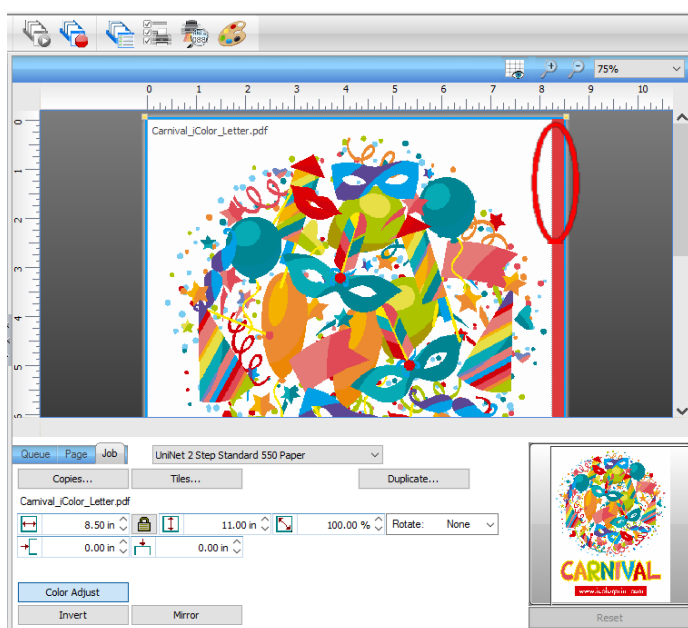 75%
0 1 2 3 4 5 6 7 8 9 10
0
Carnival_iColor_Letter.pdf
1
2
3
4
5
Queue Page Job UniNet 2 Step Standard 550 Paper
Copies... Tiles... Duplicate...
Carnival_iColor_Letter.pdf
8.50 in 11.00 in 100.00 % Rotate: None
0.00 in 0.00 in
Color Adjust
Invert Mirror
CARNIVAL
Reset